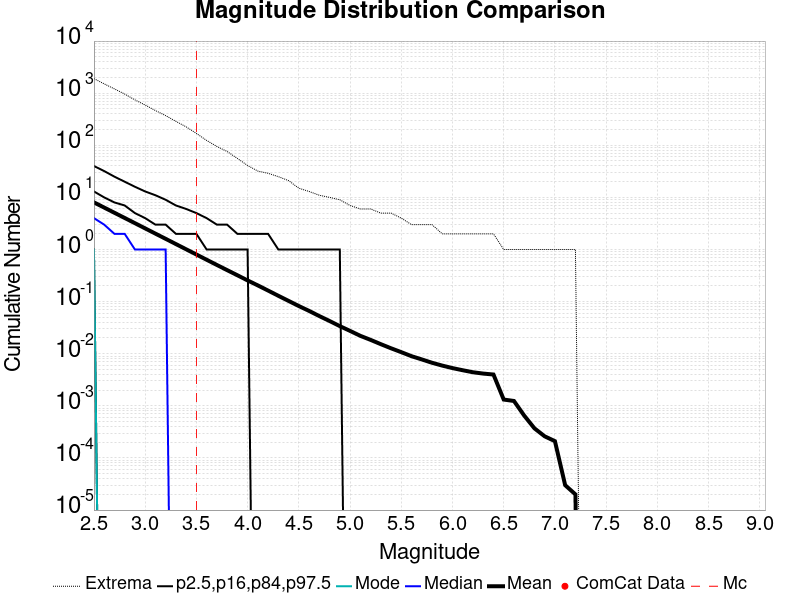 Magnitude Distribution Comparison
Cumulative Number
10^4
10^3
10^2
10^1
10^0
10^-1
10^-2
10^-3
10^-4
10^-5
2.5 3.0 3.5 4.0 4.5 5.0 5.5 6.0 6.5 7.0 7.5 8.0 8.5 9.0
Magnitude
Extrema p2.5,p16,p84,p97.5 Mode Median Mean ComCat Data Mc